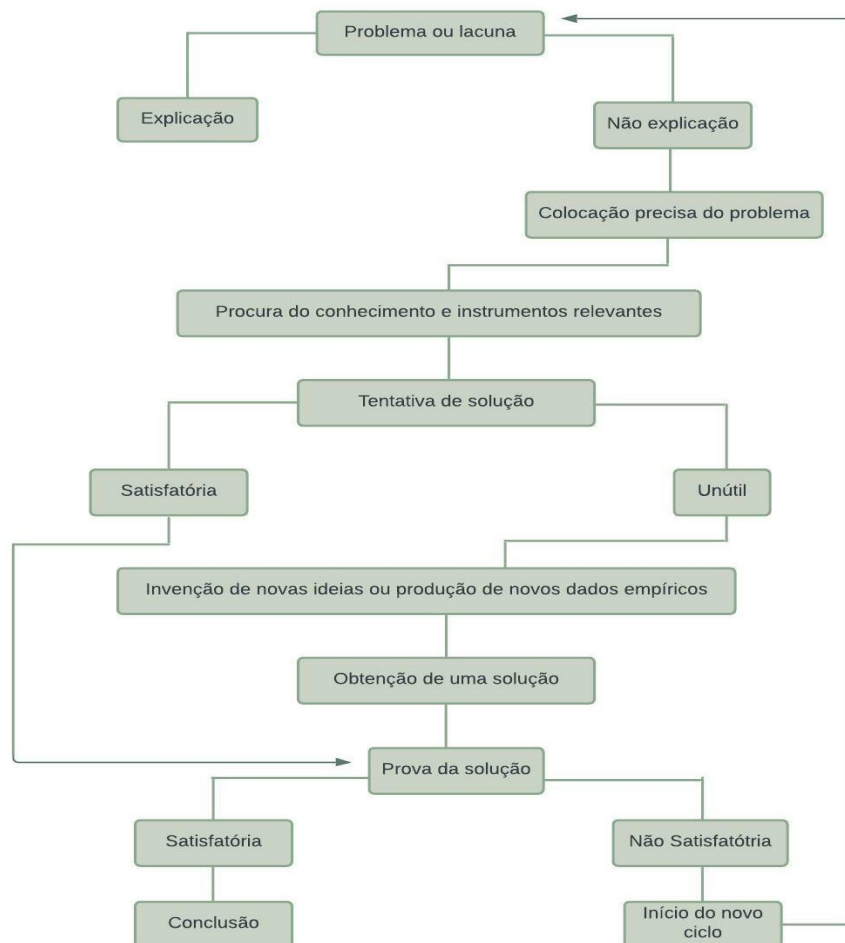 Problema ou lacuna
Explicação
Não explicação
Colocação precisa do problema
Procura do conhecimento e instrumentos relevantes
Tentativa de solução
Satisfatória
Unútil
Invenção de novas ideias ou produção de novos dados empíricos
Obtenção de uma solução
Prova da solução
Satisfatória
Não Satisfatótria
Conclusão
Início do novo
ciclo